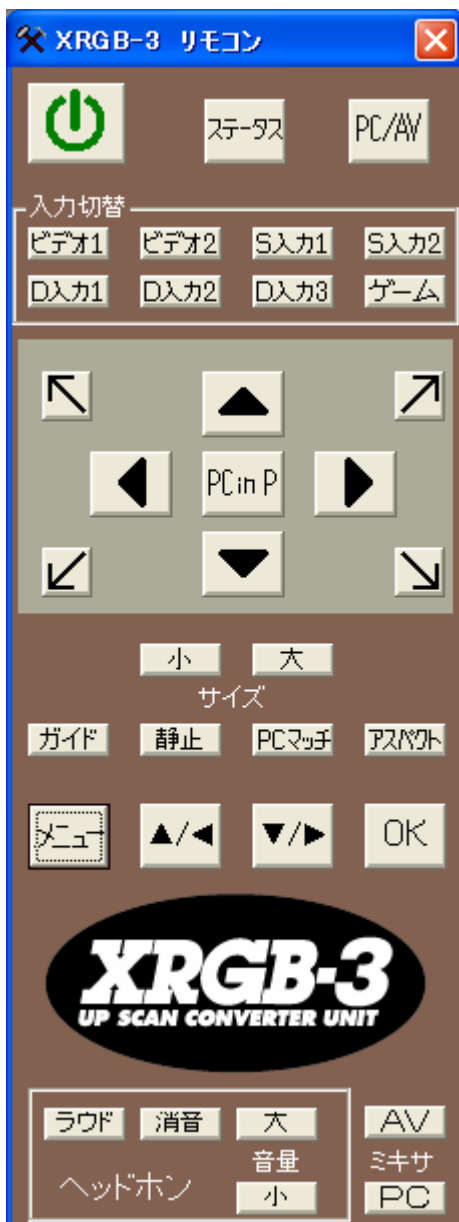 XRGB-3 リモコン
ステータス PC/AV
入力切替
ビデオ1 ビデオ2 S入力1 S入力2
D入力1 D入力2 D入力3 ゲーム
PC in P
小 大
サイズ
ガイド 静止 PCマッチ アスペクト
メニュー ▲/◀ ▼/▶ OK
XRGB-3
UP SCAN CONVERTER UNIT
ラウド 消音 大 AV
音量 ミキサ
ヘッドホン 小 PC